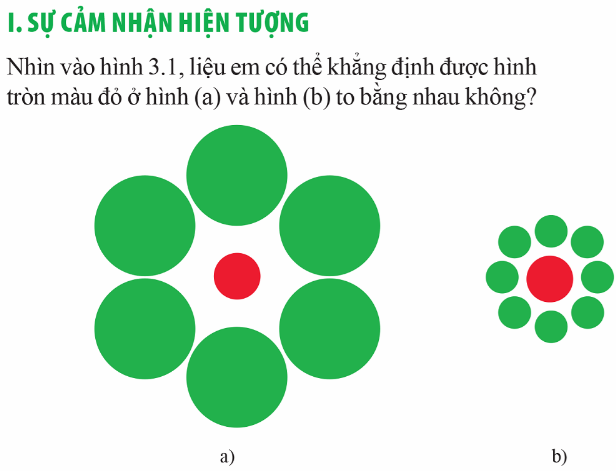 I. SỰ CẢM NHẬN HIỆN TƯỢNG
Nhìn vào hình 3.1, liệu em có thể khẳng định được hình
tròn màu đỏ ở hình (a) và hình (b) to bằng nhau không?
a)
b)